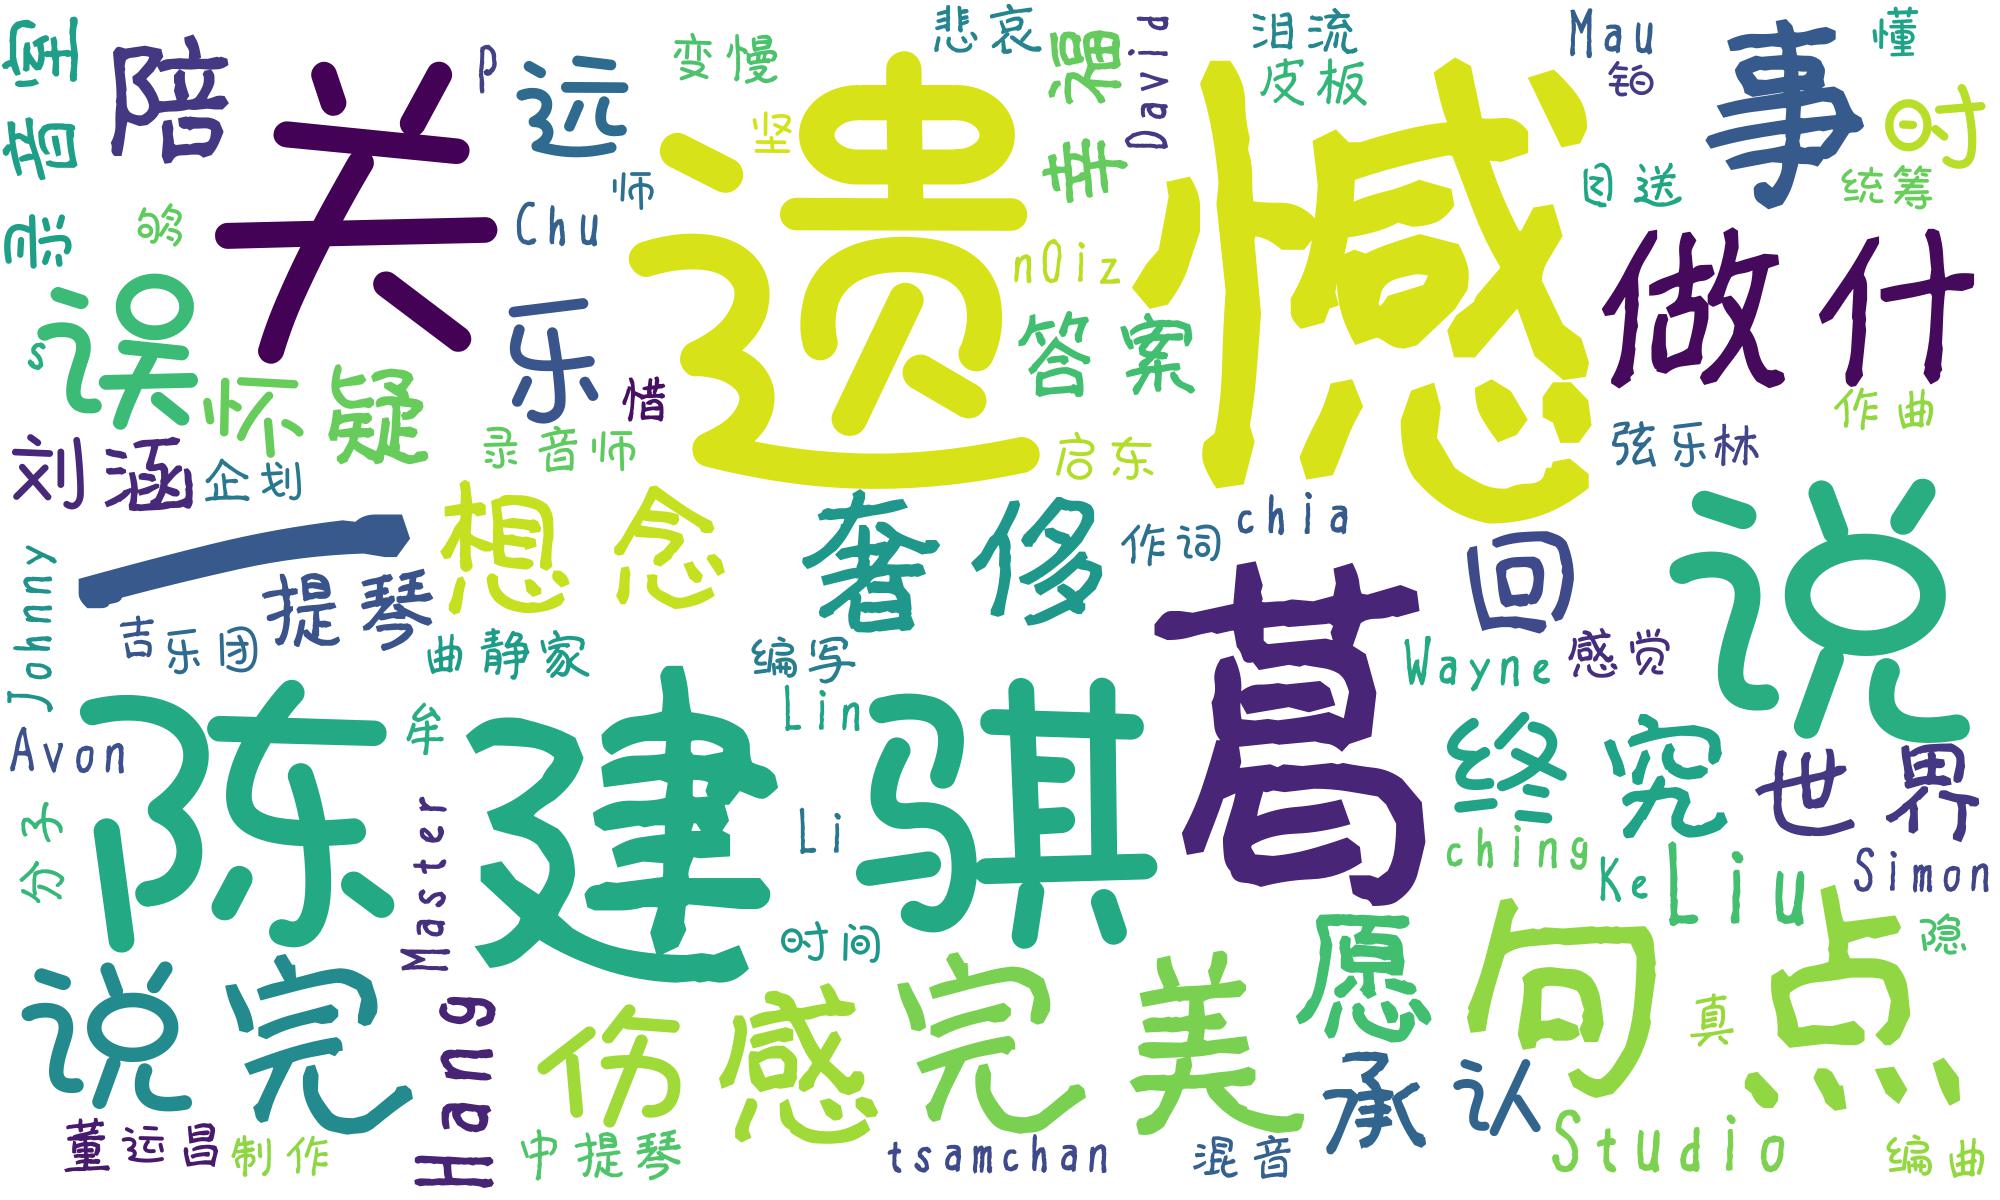 录音室
陪
关
p
远
变慢
悲哀
幸福
David
泪流
皮板
Mau
铂
事
懂
时
坚
遗憾
师
Chu
够
目送
统筹
n0iz
误
s
乐
答案
做什
惜
怀疑
录音师
启东
作曲
弦乐
林
刘涵
企划
想念
奢侈
作词
chia
回
说
一
提琴
吉
乐团
曲
静家
编写
葛
Wayne
感觉
Johnny
陈建骐
牟
Lin
终究
世界
Avon
Master
Li
ching
Ke
Liu
Simon
分子
时间
愿
句点
隐
说完
Hang
伤感
完美
真
承认
董运昌
制作
中提琴
tsamchan
混音
Studio
编曲